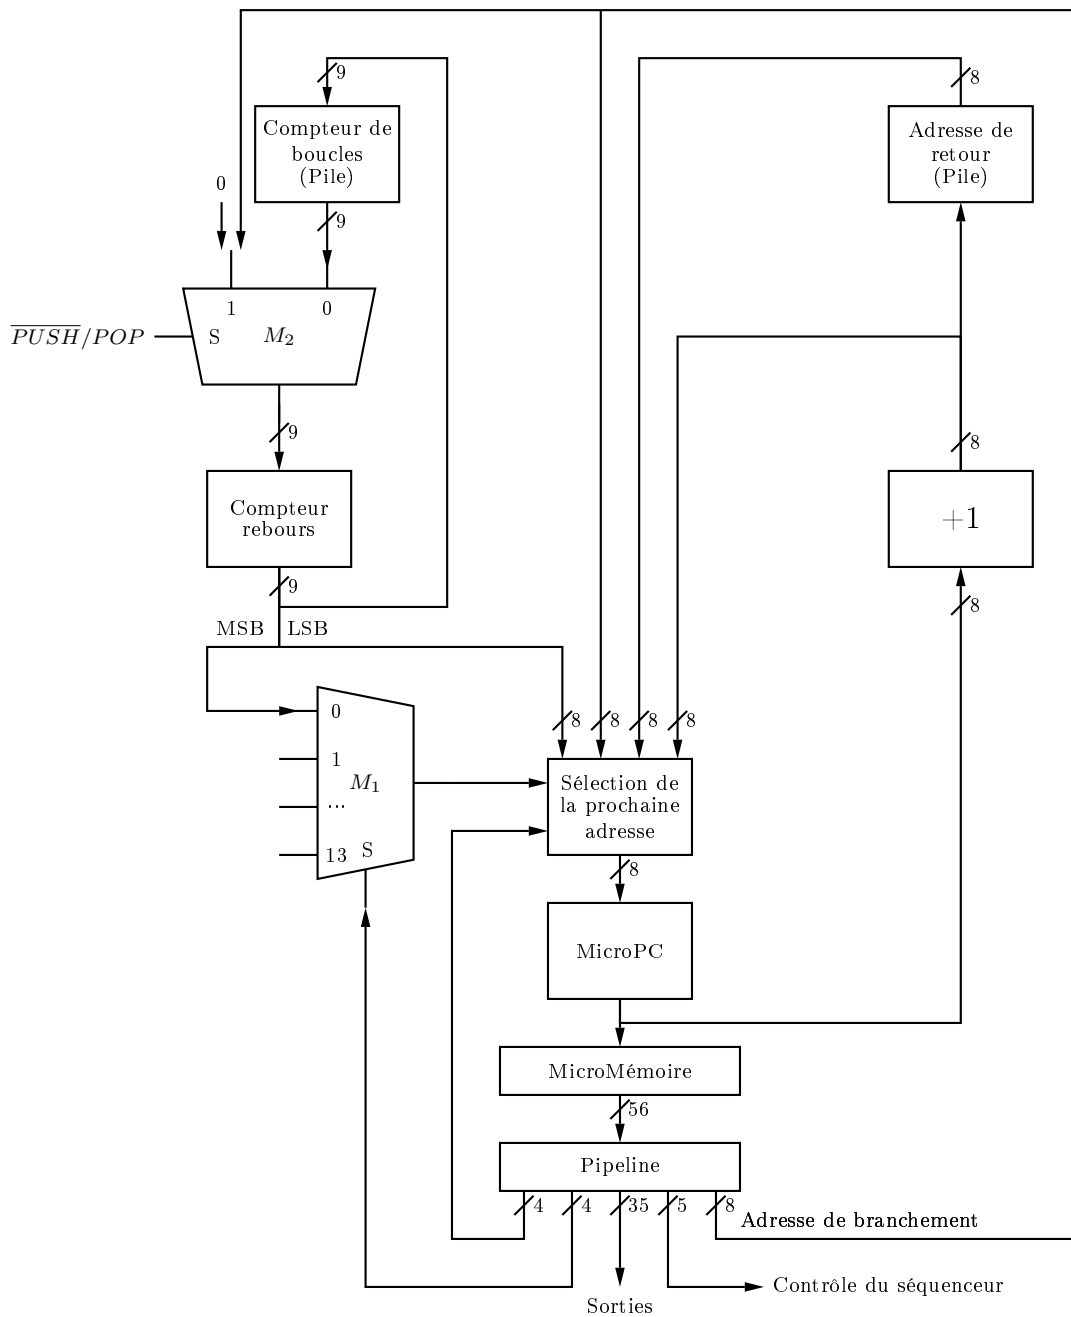 9
8
Compteur de
boucles
(Pile)
Adresse de
retour
(Pile)
0
9
1
0
$\overline{PUSH}/POP$
S
M₂
9
8
Compteur
rebours
+1
9
8
MSB
LSB
0
8
8
8
8
1
M₁
...
13
S
Sélection de
la prochaine
adresse
8
MicroPC
MicroMémoire
56
Pipeline
4
4
35
5
8
Adresse de branchement
Contrôle du séquenceur
Sorties